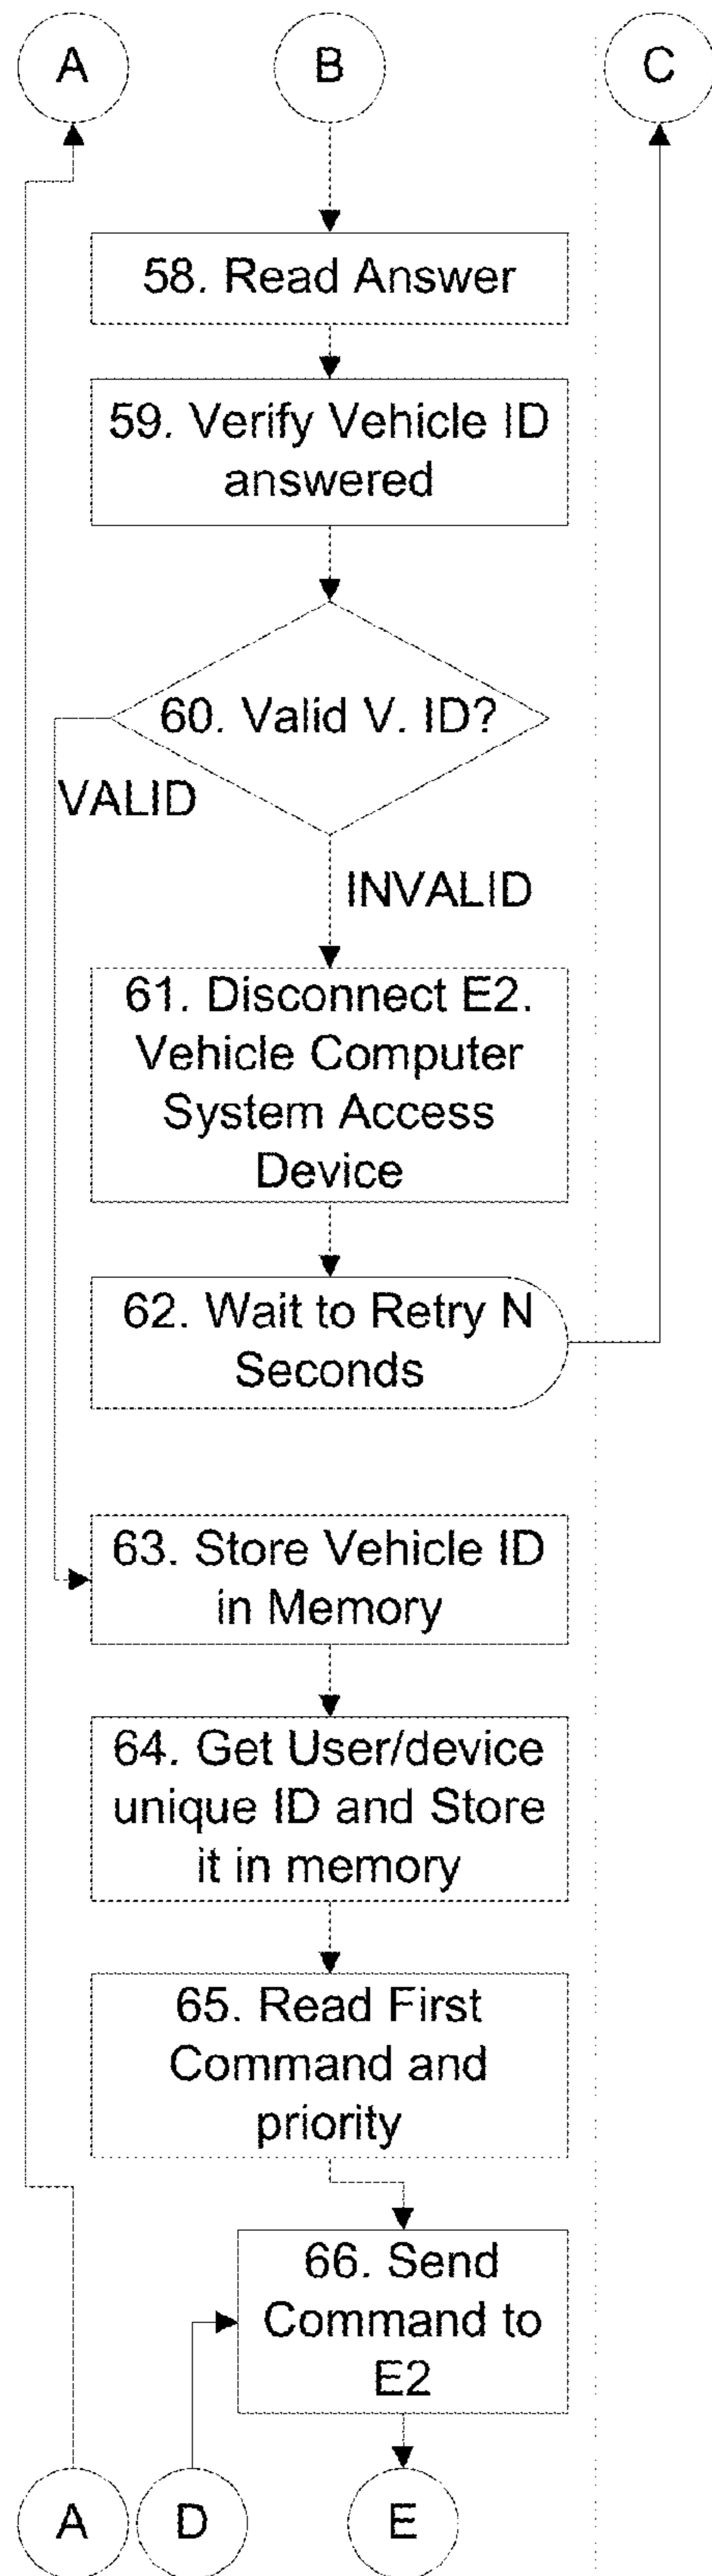 A
B
C
58. Read Answer
59. Verify Vehicle ID
answered
60. Valid V. ID?
VALID
INVALID
61. Disconnect E2.
Vehicle Computer
System Access
Device
62. Wait to Retry N
Seconds
63. Store Vehicle ID
in Memory
64. Get User/device
unique ID and Store
it in memory
65. Read First
Command and
priority
66. Send
Command to
E2
A
D
E